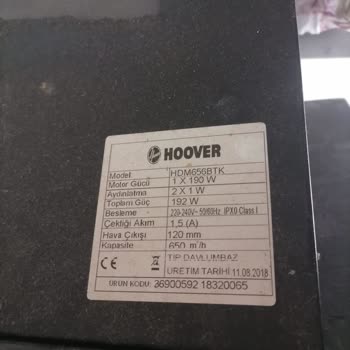 HOOVER
Model HDM656BTK
Motor Gücü 1 X 190 W
Aydınlatma 2 X 1 W
Toplam Güç 192 W
Besleme 220-240V~ 50/60Hz IPX0 Class I
Çektiği Akım 1,5 (A)
Hava Çıkışı 120 mm
Kapasite 650 m³/h
CE
TİP DAVLUMBAZ
ÜRETİM TARİHİ 11.08.2018
ÜRÜN KODU: 36900592 18320065